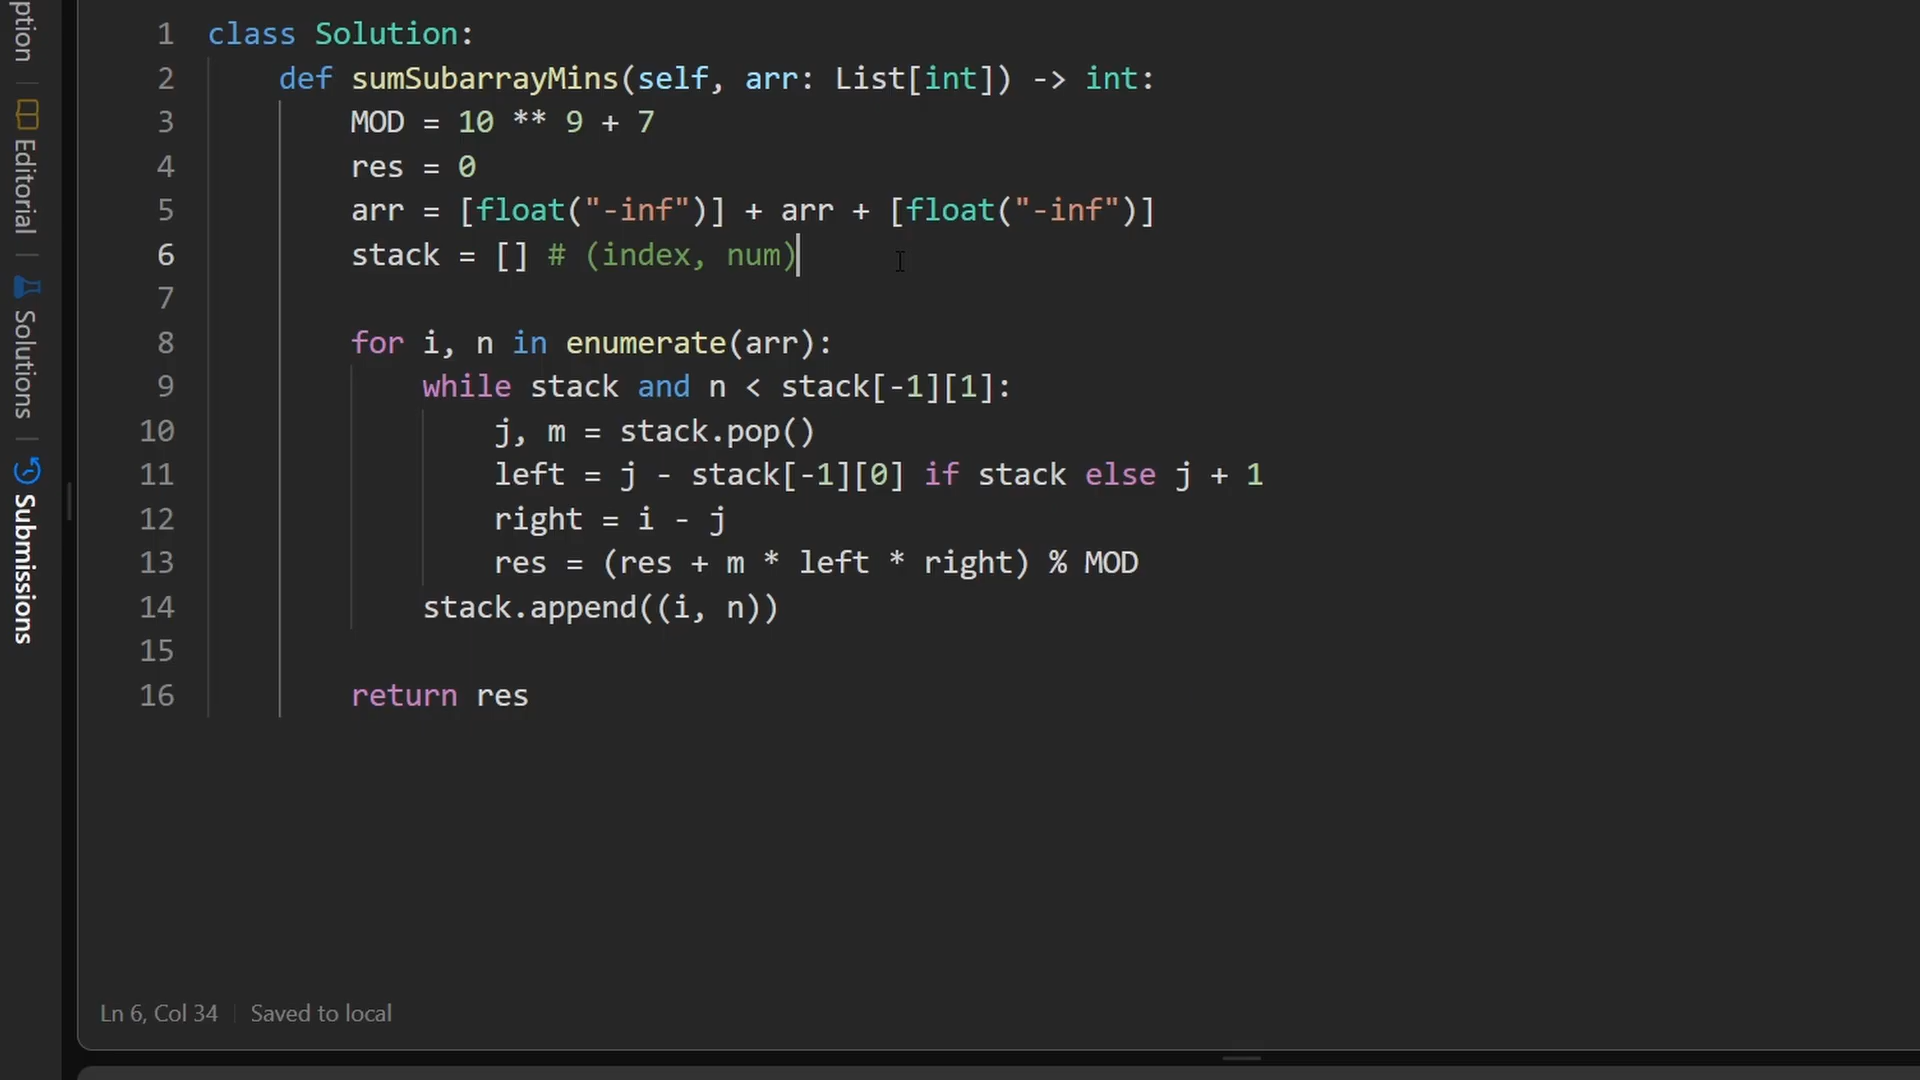 ption
Editorial
Solutions
Submissions
1 class Solution:
2 def sumSubarrayMins(self, arr: List[int]) -> int:
3 MOD = 10 ** 9 + 7
4 res = 0
5 arr = [float("-inf")] + arr + [float("-inf")]
6 stack = [] # (index, num)
7
8 for i, n in enumerate(arr):
9 while stack and n < stack[-1][1]:
10 j, m = stack.pop()
11 left = j - stack[-1][0] if stack else j + 1
12 right = i - j
13 res = (res + m * left * right) % MOD
14 stack.append((i, n))
15
16 return res
Ln 6, Col 34 Saved to local